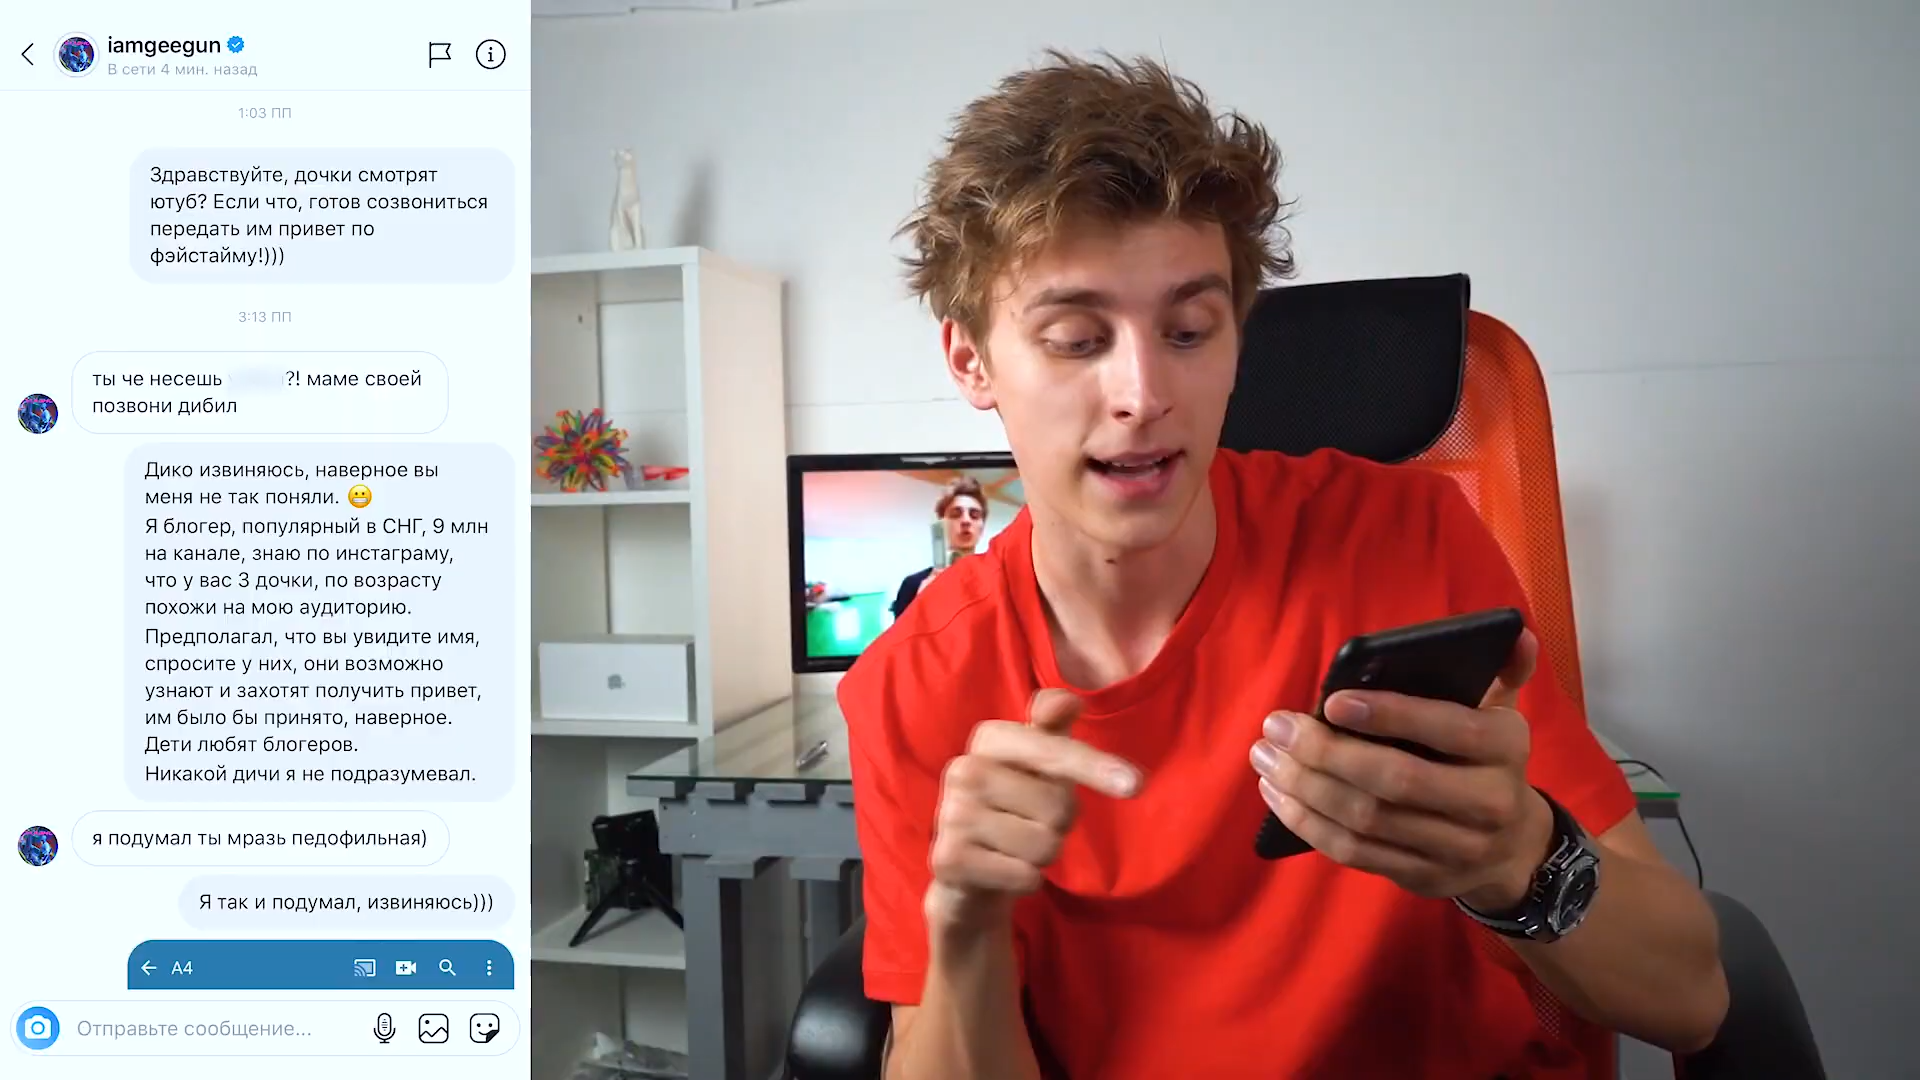 iamgeegun
В сети 4 мин. назад
1:03 ПП
Здравствуйте, дочки смотрят
ютуб? Если что, готов созвониться
передать им привет по
фэйстайму!)))
3:13 ПП
ты че несешь ?! маме своей
позвони дибил
Дико извиняюсь, наверное вы
меня не так поняли. 😬
Я блогер, популярный в СНГ, 9 млн
на канале, знаю по инстаграму,
что у вас 3 дочки, по возрасту
похожи на мою аудиторию.
Предполагал, что вы увидите имя,
спросите у них, они возможно
узнают и захотят получить привет,
им было бы принято, наверное.
Дети любят блогеров.
Никакой дичи я не подразумевал.
я подумал ты мразь педофильная)
Я так и подумал, извиняюсь)))
A4
Отправьте сообщение...